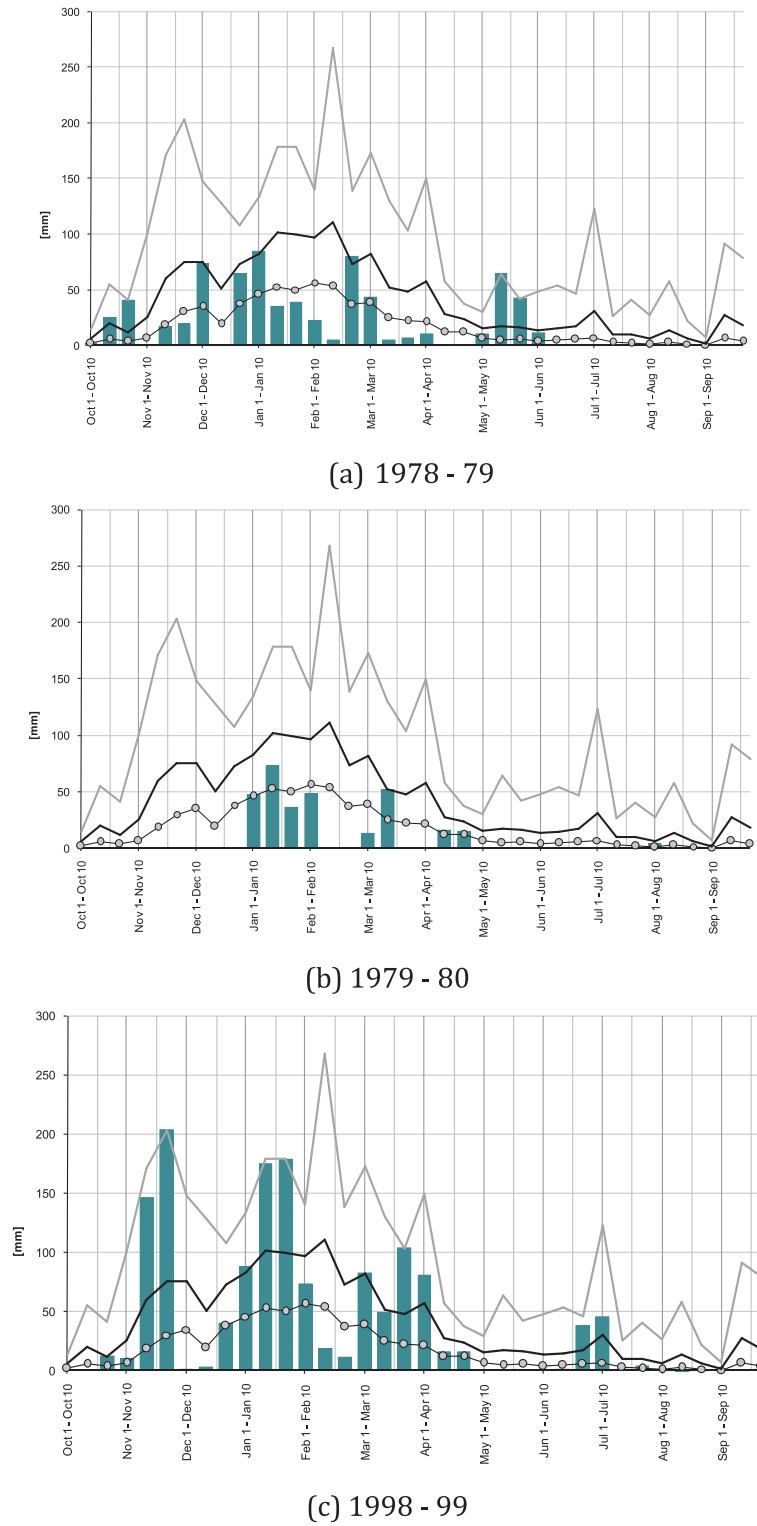 300
250
200
150
100
50
0
[mm]
Oct 1 - Oct 10
Nov 1 - Nov 10
Dec 1 - Dec 10
Jan 1 - Jan 10
Feb 1 - Feb 10
Mar 1 - Mar 10
Apr 1 - Apr 10
May 1 - May 10
Jun 1 - Jun 10
Jul 1 - Jul 10
Aug 1 - Aug 10
Sep 1 - Sep 10
(a) 1978 - 79
300
250
200
150
100
50
0
[mm]
Oct 1 - Oct 10
Nov 1 - Nov 10
Dec 1 - Dec 10
Jan 1 - Jan 10
Feb 1 - Feb 10
Mar 1 - Mar 10
Apr 1 - Apr 10
May 1 - May 10
Jun 1 - Jun 10
Jul 1 - Jul 10
Aug 1 - Aug 10
Sep 1 - Sep 10
(b) 1979 - 80
300
250
200
150
100
50
0
[mm]
Oct 1 - Oct 10
Nov 1 - Nov 10
Dec 1 - Dec 10
Jan 1 - Jan 10
Feb 1 - Feb 10
Mar 1 - Mar 10
Apr 1 - Apr 10
May 1 - May 10
Jun 1 - Jun 10
Jul 1 - Jul 10
Aug 1 - Aug 10
Sep 1 - Sep 10
(c) 1998 - 99